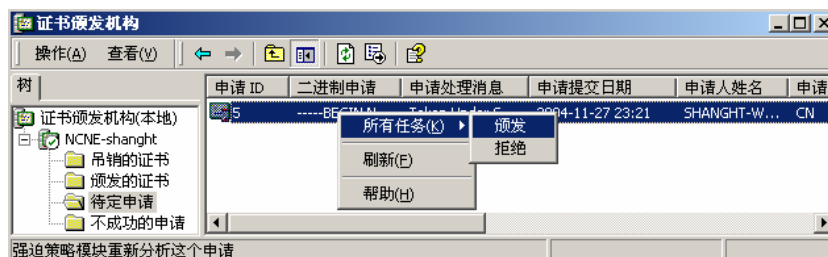 证书颁发机构
操作(A) 查看(V)
树
申请 ID 二进制申请 申请处理消息 申请提交日期 申请人姓名 申请
证书颁发机构(本地)
5 -----BEGIN N... Taken Under S... 2004-11-27 23:21 SHANGHT-W... CN
NCNE-shanght
所有任务(K) 颁发
吊销的证书
拒绝
颁发的证书
刷新(F)
待定申请
帮助(H)
不成功的申请
强迫策略模块重新分析这个申请